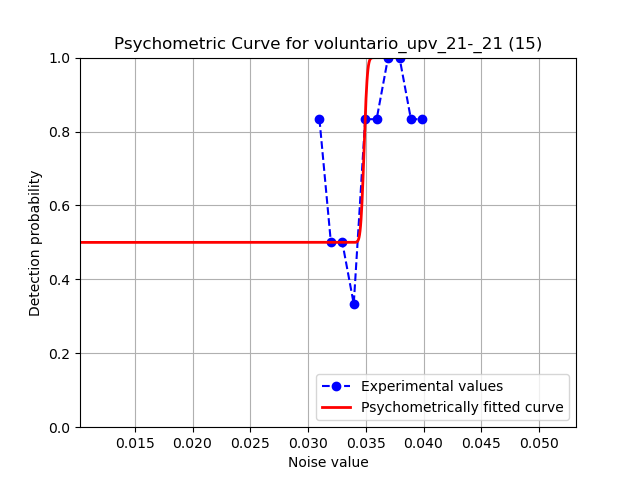 Psychometric Curve for voluntario_upv_21-_21 (15)
1.0
0.8
0.6
0.4
0.2
0.0
Detection probability
Experimental values
Psychometrically fitted curve
0.015 0.020 0.025 0.030 0.035 0.040 0.045 0.050
Noise value